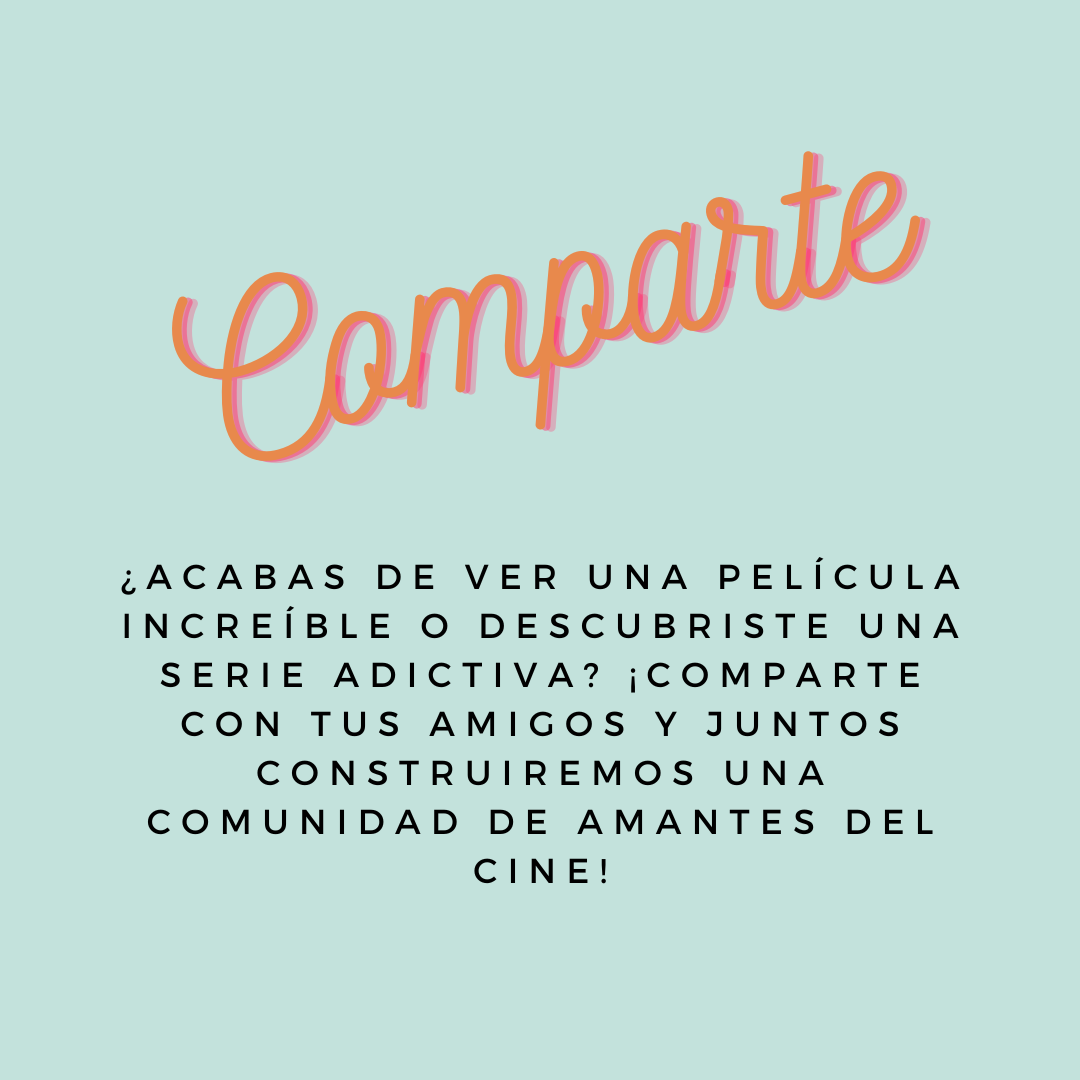 Comparte
¿ACABAS DE VER UNA PELÍCULA
INCREÍBLE O DESCUBRISTE UNA
SERIE ADICTIVA? ¡COMPARTE
CON TUS AMIGOS Y JUNTOS
CONSTRUIREMOS UNA
COMUNIDAD DE AMANTES DEL
CINE!